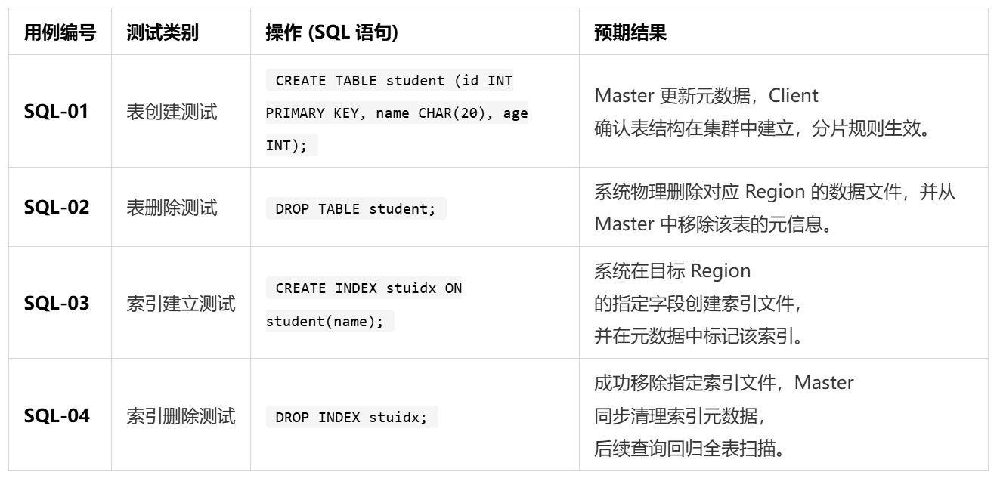 用例编号 测试类别 操作 (SQL 语句) 预期结果
SQL-01 表创建测试
CREATE TABLE student (id INT
PRIMARY KEY, name CHAR(20), age
INT);
Master 更新元数据，Client
确认表结构在集群中建立，分片规则生效。
SQL-02 表删除测试
DROP TABLE student;
系统物理删除对应 Region 的数据文件，并从
Master 中移除该表的元信息。
SQL-03 索引建立测试
CREATE INDEX stuidx ON
student(name);
系统在目标 Region
的指定字段创建索引文件，
并在元数据中标记该索引。
SQL-04 索引删除测试
DROP INDEX stuidx;
成功移除指定索引文件，Master
同步清理索引元数据，
后续查询回归全表扫描。